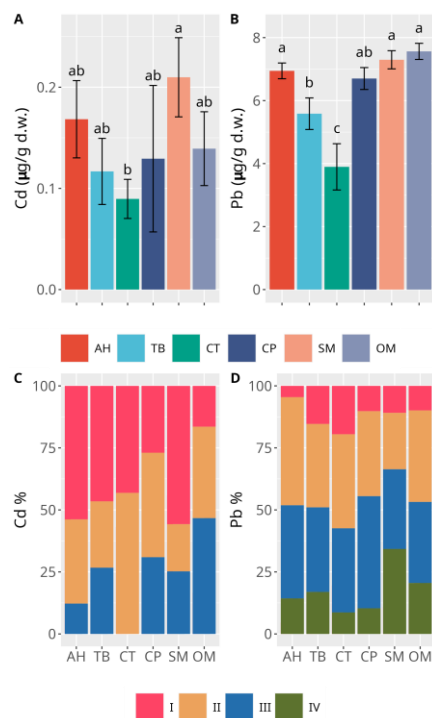 A
B
a
ab
ab
b
ab
ab
0.2
0.1
0.0
Cd (μg/g d.w.)
a
b
c
ab
a
a
8
6
4
2
0
Pb (μg/g d.w.)
AH TB CT CP SM OM
C
D
100
75
50
25
0
Cd %
AH TB CT CP SM OM
100
75
50
25
0
Pb %
AH TB CT CP SM OM
I II III IV